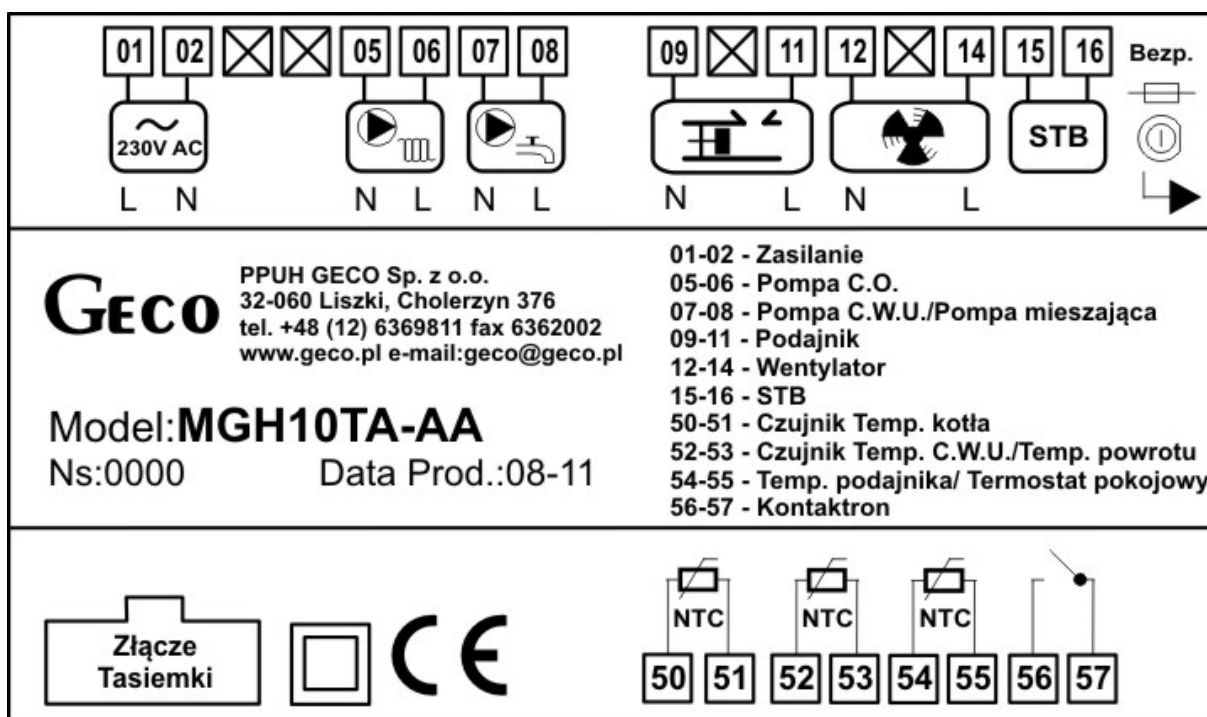 01 02 05 06 07 08 09 11 12 14 15 16 Bezp.
230V AC
STB
L N N L N L N L N L
GECO
PPUH GECO Sp. z o.o.
32-060 Liszki, Cholerzyn 376
tel. +48 (12) 6369811 fax 6362002
www.geco.pl e-mail:geco@geco.pl
Model:MGH10TA-AA
Ns:0000 Data Prod.:08-11
01-02 - Zasilanie
05-06 - Pompa C.O.
07-08 - Pompa C.W.U./Pompa mieszająca
09-11 - Podajnik
12-14 - Wentylator
15-16 - STB
50-51 - Czujnik Temp. kotła
52-53 - Czujnik Temp. C.W.U./Temp. powrotu
54-55 - Temp. podajnika/ Termostat pokojowy
56-57 - Kontaktron
Złącze
Tasiemki
CE
NTC NTC NTC
50 51 52 53 54 55 56 57